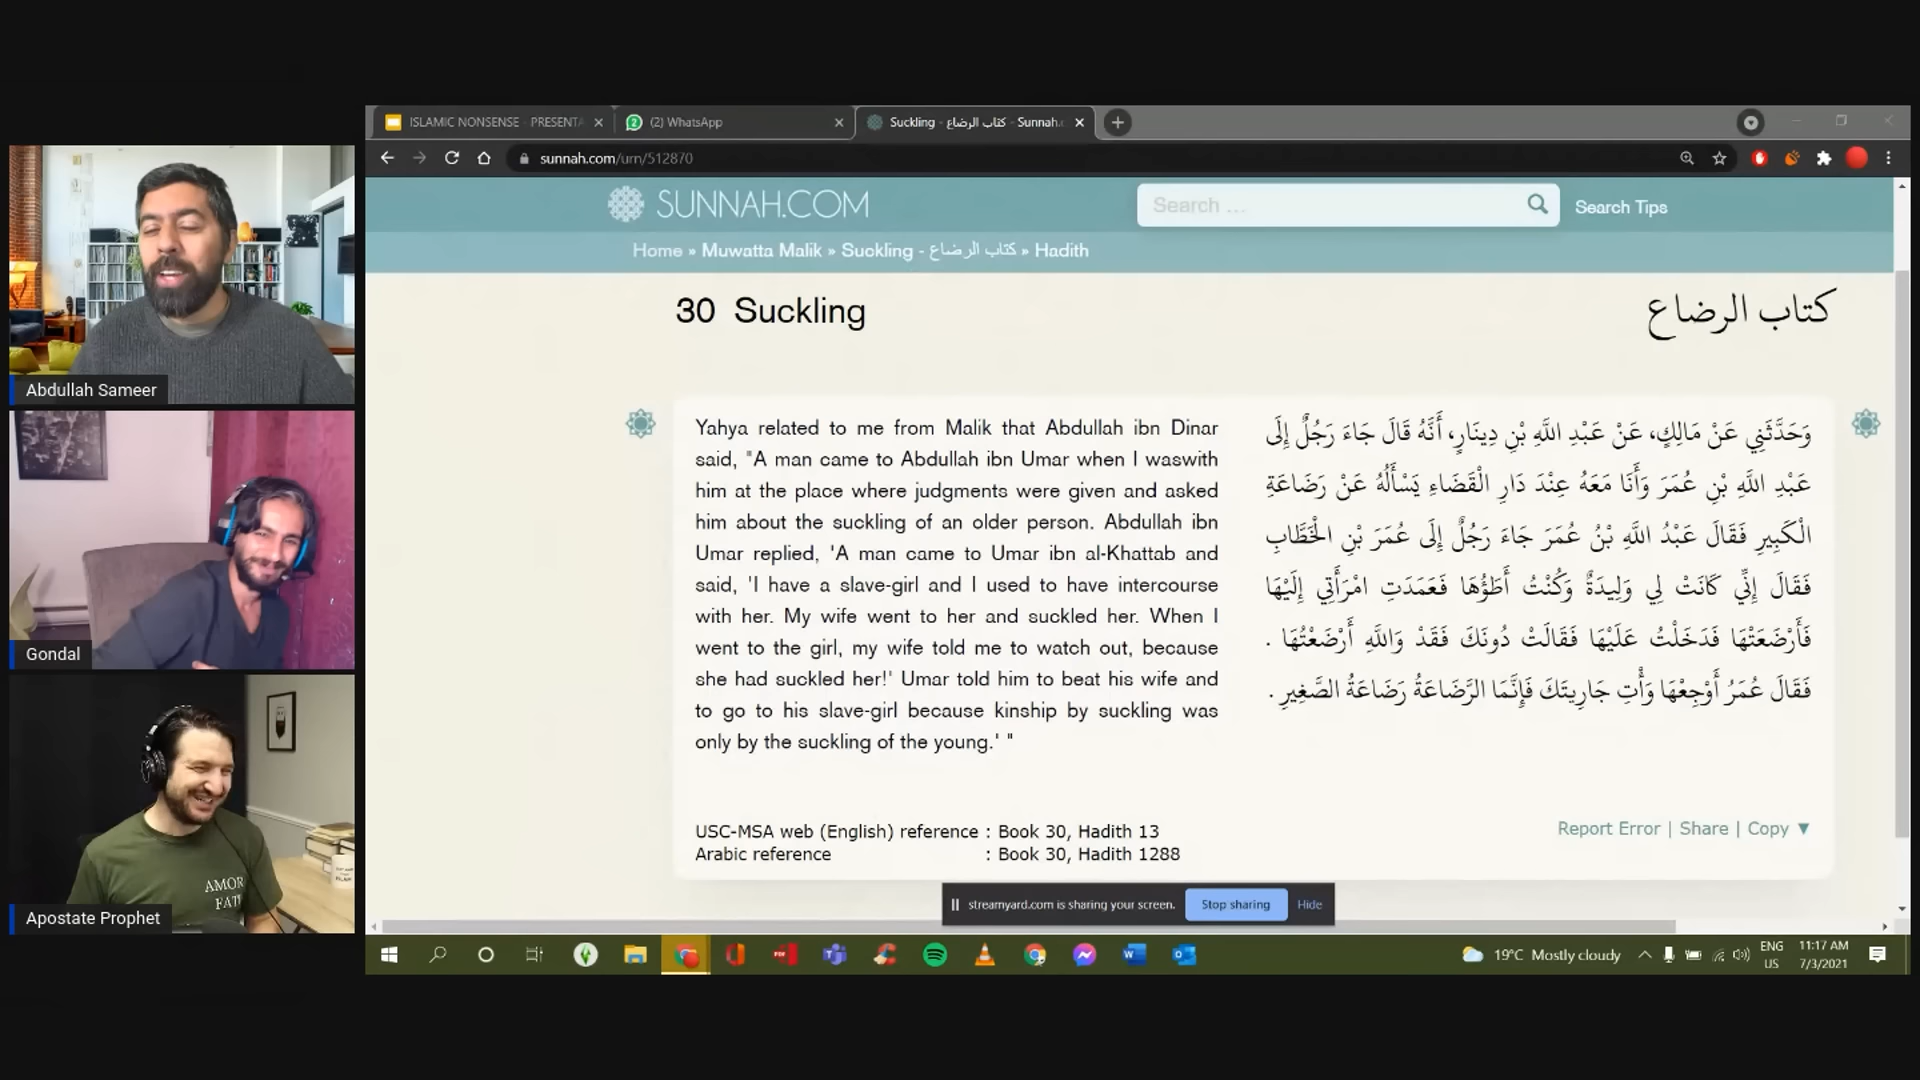 ISLAMIC NONSENSE - PRESENTA
(2) WhatsApp
Suckling - كتاب الرضاع - Sunnah.
sunnah.com/urn/512870
SUNNAH.COM
Search ...
Search Tips
Home » Muwatta Malik » Suckling - كتاب الرضاع » Hadith
30 Suckling
كتاب الرضاع
Yahya related to me from Malik that Abdullah ibn Dinar
said, "A man came to Abdullah ibn Umar when I waswith
him at the place where judgments were given and asked
him about the suckling of an older person. Abdullah ibn
Umar replied, 'A man came to Umar ibn al-Khattab and
said, 'I have a slave-girl and I used to have intercourse
with her. My wife went to her and suckled her. When I
went to the girl, my wife told me to watch out, because
she had suckled her!' Umar told him to beat his wife and
to go to his slave-girl because kinship by suckling was
only by the suckling of the young.' "
وَحَدَّثَنِي عَنْ مَالِكٍ، عَنْ عَبْدِ اللَّهِ بْنِ دِينَارٍ، أَنَّهُ قَالَ جَاءَ رَجُلٌ إِلَى
عَبْدِ اللَّهِ بْنِ عُمَرَ وَأَنَا مَعَهُ عِنْدَ دَارِ الْقَضَاءِ يَسْأَلُهُ عَنْ رَضَاعَةِ
الْكَبِيرِ فَقَالَ عَبْدُ اللَّهِ بْنُ عُمَرَ جَاءَ رَجُلٌ إِلَى عُمَرَ بْنِ الْخَطَّابِ
فَقَالَ إِنِّي كَانَتْ لِي وَلِيدَةٌ وَكُنْتُ أَطَؤُهَا فَعَمَدَتِ امْرَأَتِي إِلَيْهَا
فَأَرْضَعَتْهَا فَدَخَلْتُ عَلَيْهَا فَقَالَتْ دُونَكَ فَقَدْ وَاللَّهِ أَرْضَعْتُهَا .
فَقَالَ عُمَرُ أَوْجِعْهَا وَأْتِ جَارِيَتَكَ فَإِنَّمَا الرَّضَاعَةُ رَضَاعَةُ الصَّغِيرِ .
USC-MSA web (English) reference : Book 30, Hadith 13
Arabic reference : Book 30, Hadith 1288
Report Error | Share | Copy ▼
streamyard.com is sharing your screen.
Stop sharing
Hide
Abdullah Sameer
Gondal
AMOR
FATI
Apostate Prophet
19°C Mostly cloudy
ENG
US
11:17 AM
7/3/2021